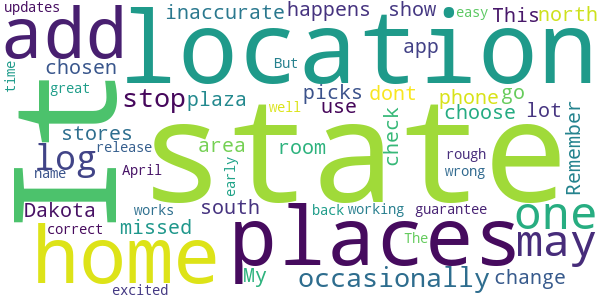 updates
add
location
inaccurate
happens
show
This
easy
north
time
chosen
great
stop
plaza
But
app
picks
use
dont
phone
go
well
choose
lot
It
stores
log
release
area
room
check
rough
Remember
state
April
early
wrong
name
Dakota
works
south
back
working
guarantee
one
correct
missed
home
My
places
The
may
occasionally
change
excited